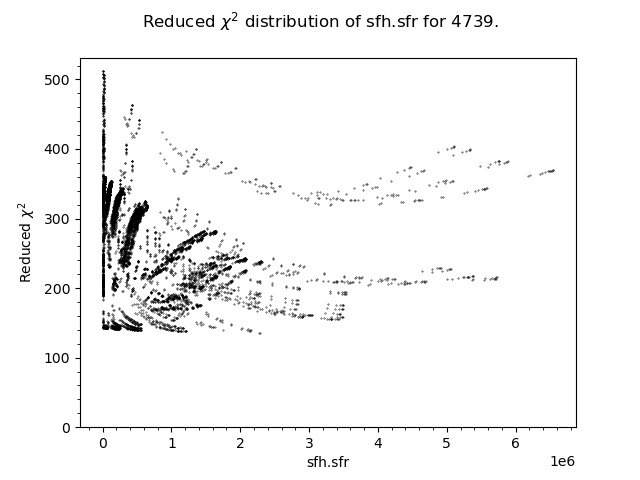 Reduced χ² distribution of sfh.sfr for 4739.
Reduced χ²
500
400
300
200
100
0
0 1 2 3 4 5 6
1e6
sfh.sfr